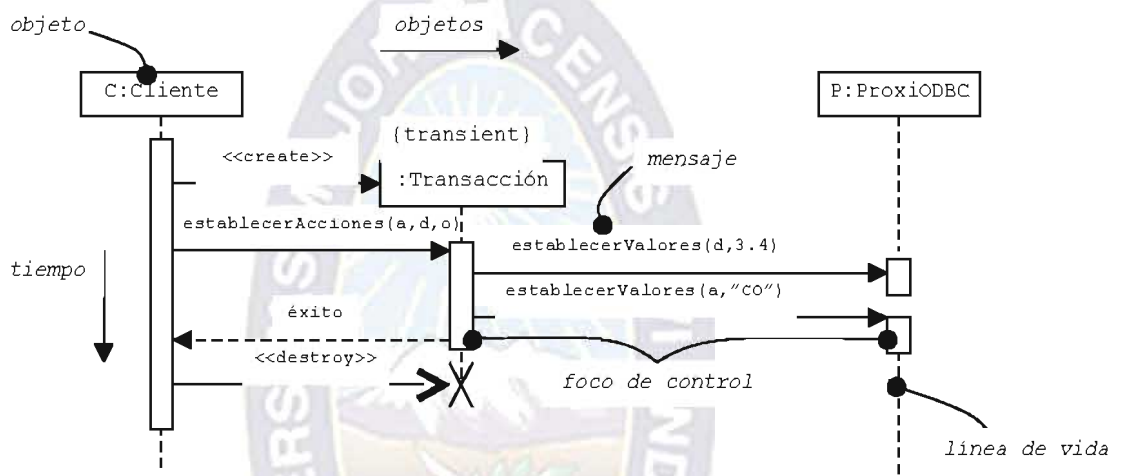 objeto
objetos
C:Cliente
P:ProxiODBC
{transient}
<<create>>
:Transacción
mensaje
establecerAcciones(a,d,o)
establecerValores(d,3.4)
tiempo
establecerValores(a,"CO")
éxito
<<destroy>>
foco de control
línea de vida